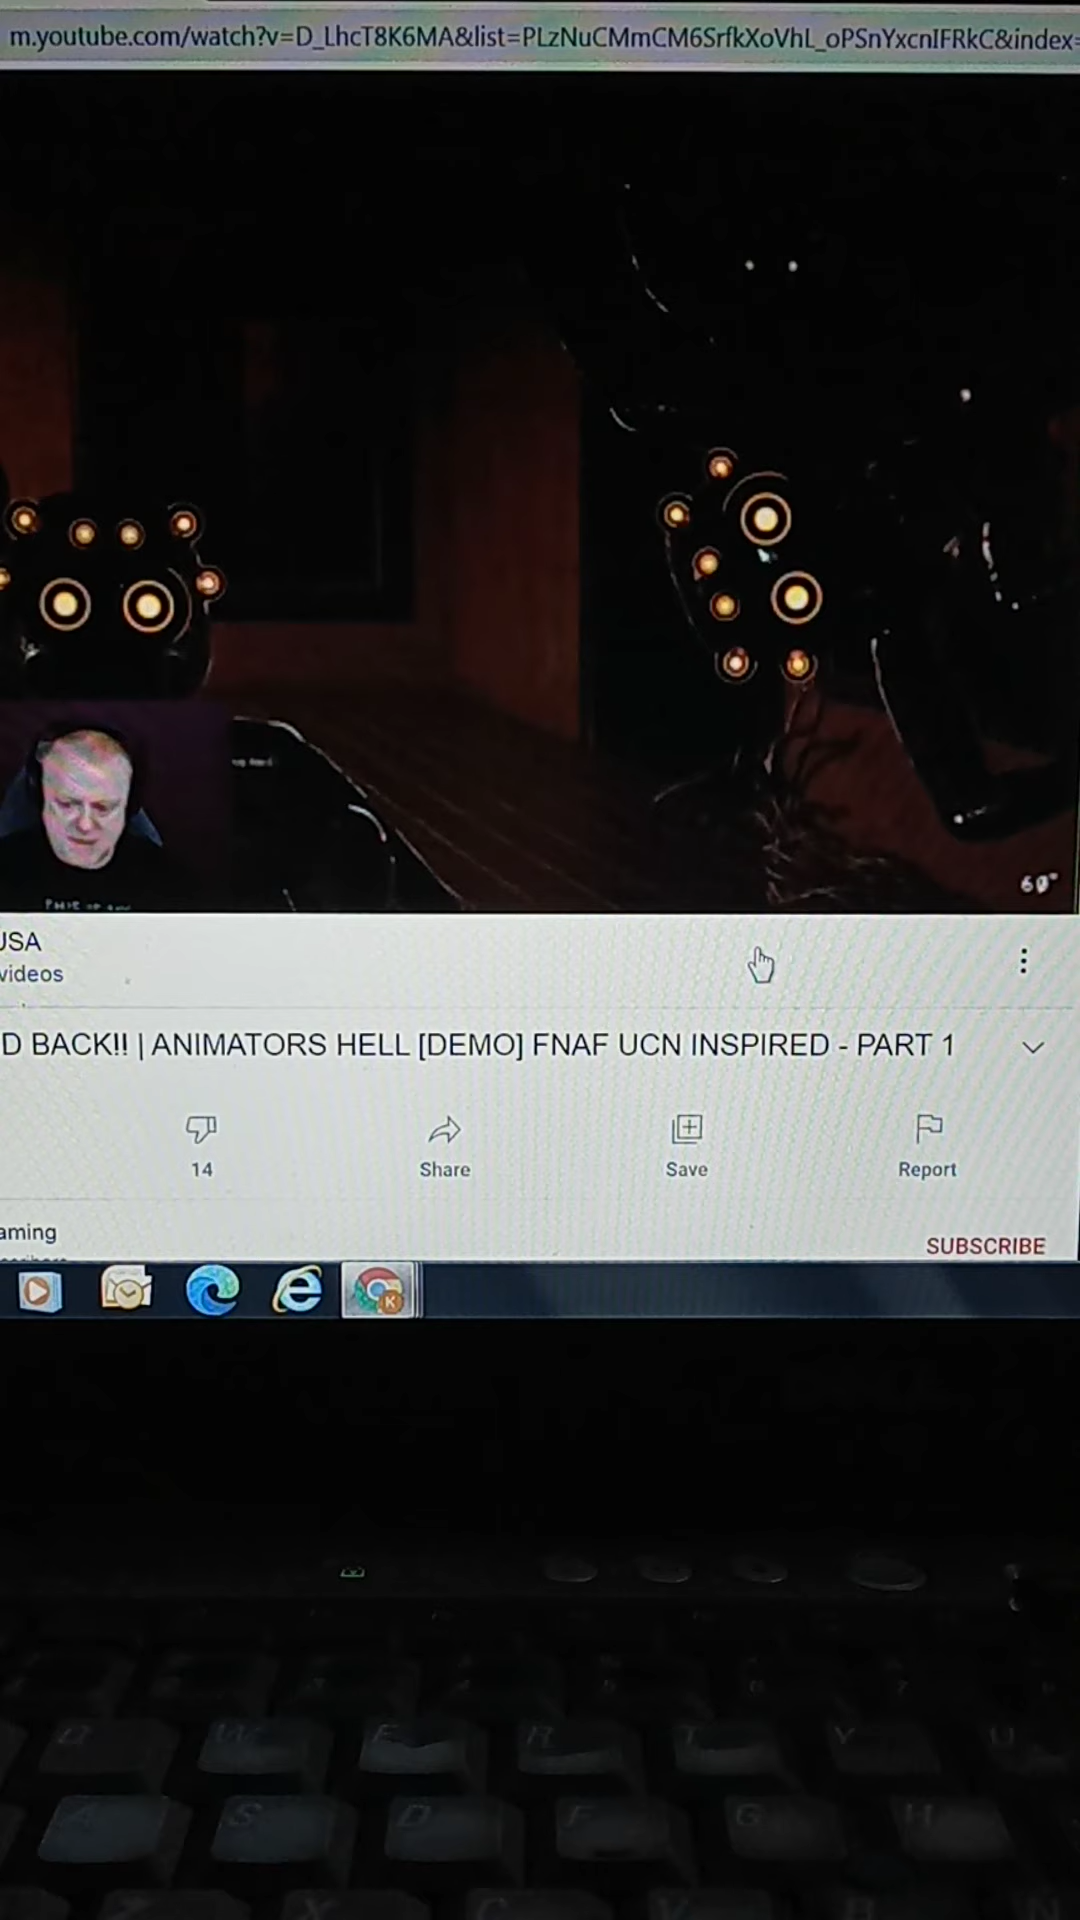 m.youtube.com/watch?v=D_LhcT8K6MA&list=PLzNuCMmCM6SrfkXoVhL_oPSnYxcnIFRkC&index=
60°
USA
videos
D BACK!! | ANIMATORS HELL [DEMO] FNAF UCN INSPIRED - PART 1
14
Share
Save
Report
aming
SUBSCRIBE
K
E R T Y U
A S D F G H